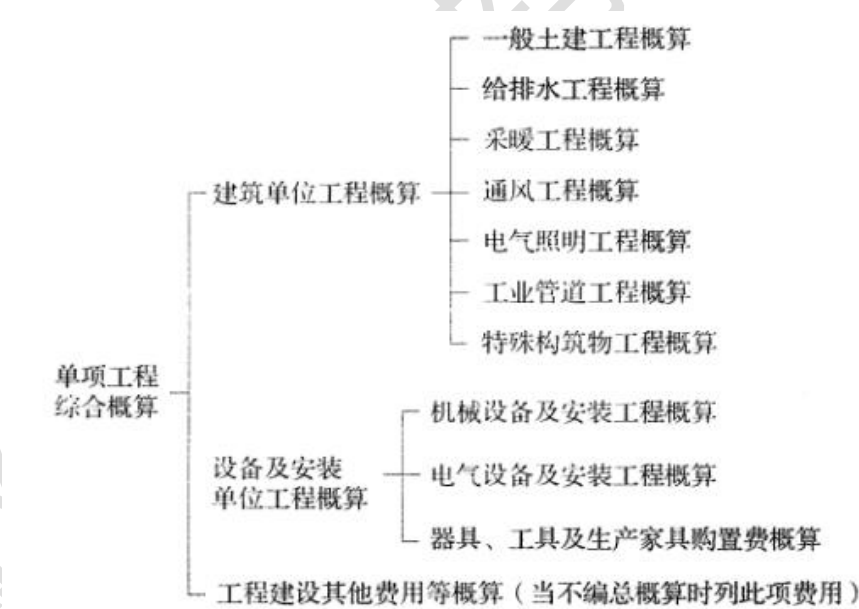 一般土建工程概算
给排水工程概算
采暖工程概算
建筑单位工程概算
通风工程概算
电气照明工程概算
工业管道工程概算
特殊构筑物工程概算
单项工程
综合概算
机械设备及安装工程概算
设备及安装
单位工程概算
电气设备及安装工程概算
器具、工具及生产家具购置费概算
工程建设其他费用等概算（当不编总概算时列此项费用）